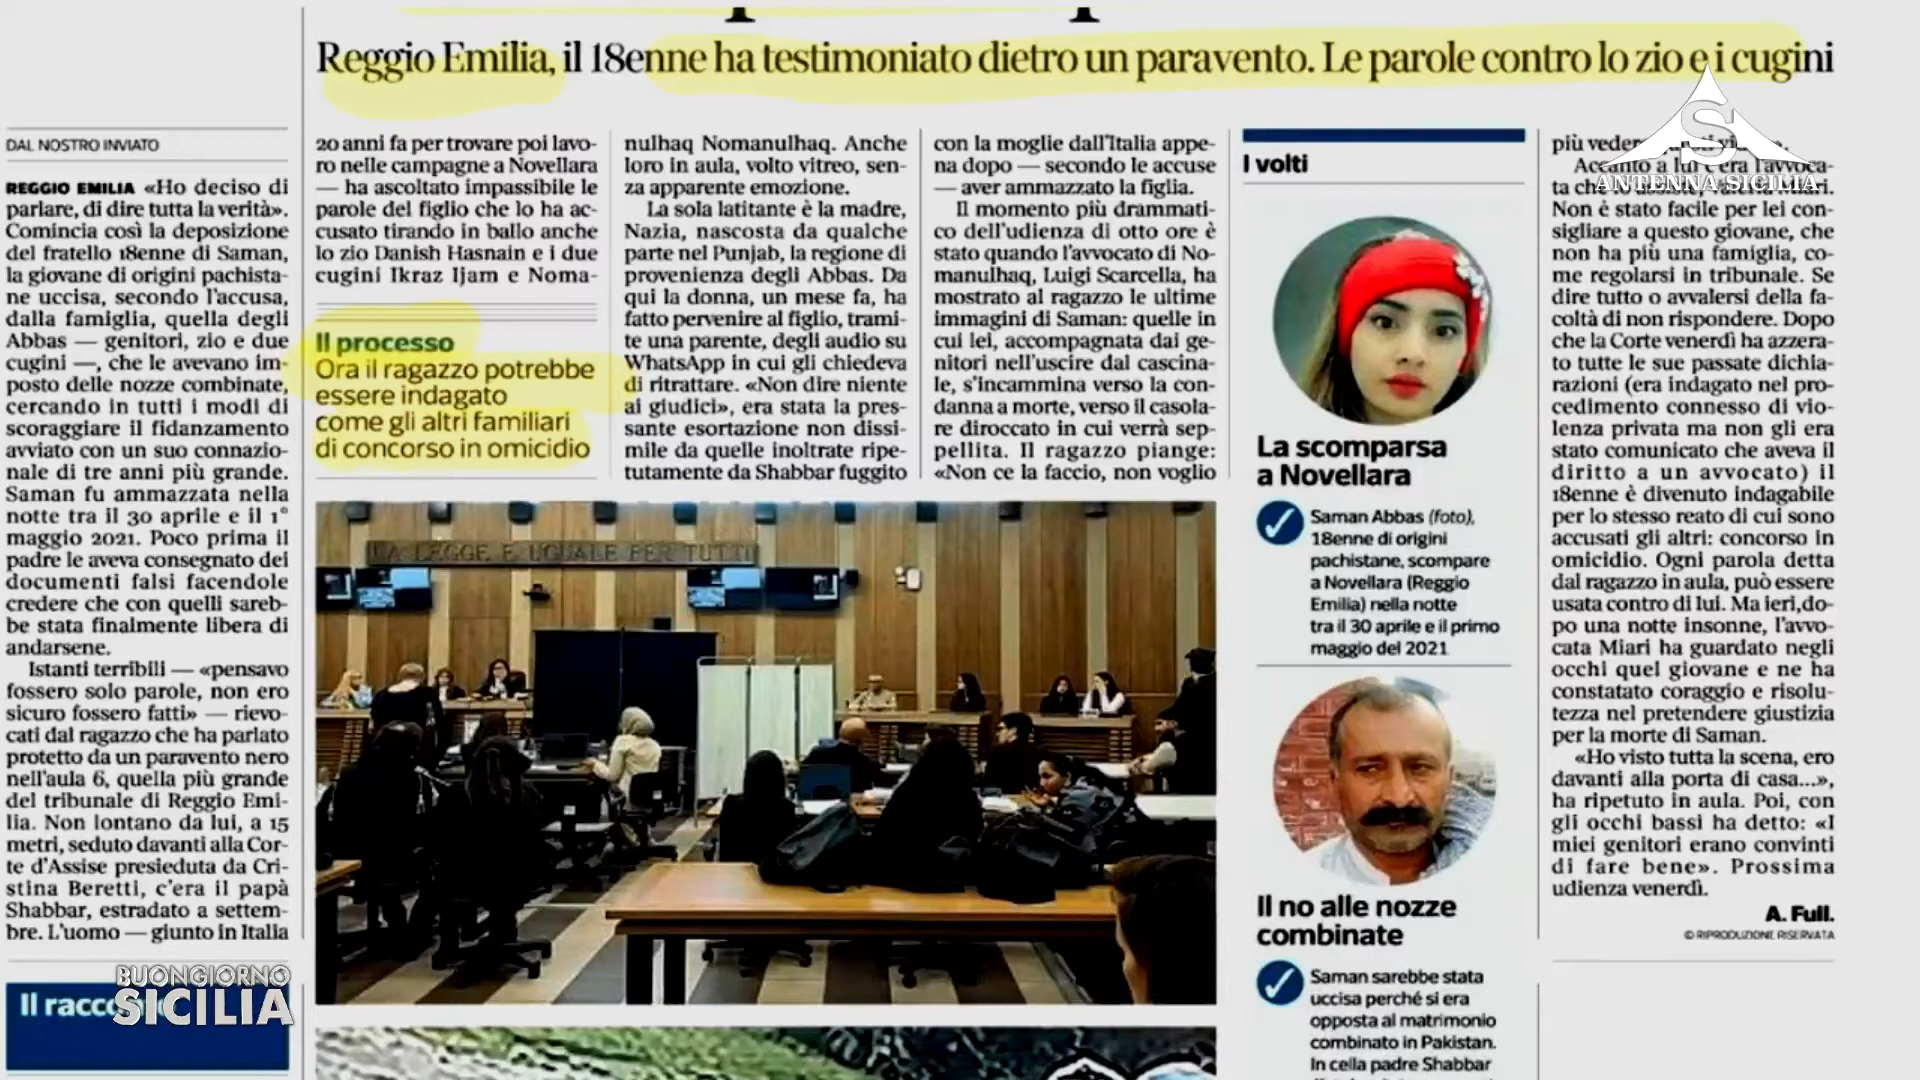 Reggio Emilia, il 18enne ha testimoniato dietro un paravento. Le parole contro lo zio e i cugini
DAL NOSTRO INVIATO
REGGIO EMILIA «Ho deciso di
parlare, di dire tutta la verità».
Comincia così la deposizione
del fratello 18enne di Saman,
la giovane di origini pachista-
ne uccisa, secondo l'accusa,
dalla famiglia, quella degli
Abbas — genitori, zio e due
cugini —, che le avevano im-
posto delle nozze combinate,
cercando in tutti i modi di
scoraggiare il fidanzamento
avviato con un suo connazio-
nale di tre anni più grande.
Saman fu ammazzata nella
notte tra il 30 aprile e il 1°
maggio 2021. Poco prima il
padre le aveva consegnato dei
documenti falsi facendole
credere che con quelli sareb-
be stata finalmente libera di
andarsene.
Istanti terribili — «pensavo
fossero solo parole, non ero
sicuro fossero fatti» — rievo-
cati dal ragazzo che ha parlato
protetto da un paravento nero
nell'aula 6, quella più grande
del tribunale di Reggio Emi-
lia. Non lontano da lui, a 15
metri, seduto davanti alla Cor-
te d'Assise presieduta da Cri-
stina Beretti, c'era il papà
Shabbar, estradato a settem-
bre. L'uomo — giunto in Italia
20 anni fa per trovare poi lavo-
ro nelle campagne a Novellara
— ha ascoltato impassibile le
parole del figlio che lo ha ac-
cusato tirando in ballo anche
lo zio Danish Hasnain e i due
cugini Ikraz Ijam e Noma-
Il processo
Ora il ragazzo potrebbe
essere indagato
come gli altri familiari
di concorso in omicidio
nulhaq Nomanulhaq. Anche
loro in aula, volto vitreo, sen-
za apparente emozione.
La sola latitante è la madre,
Nazia, nascosta da qualche
parte nel Punjab, la regione di
provenienza degli Abbas. Da
qui la donna, un mese fa, ha
fatto pervenire al figlio, trami-
te una parente, degli audio su
WhatsApp in cui gli chiedeva
di ritrattare. «Non dire niente
ai giudici», era stata la pres-
sante esortazione non dissi-
mile da quelle inoltrate ripe-
tutamente da Shabbar fuggito
con la moglie dall'Italia appe-
na dopo — secondo le accuse
— aver ammazzato la figlia.
Il momento più drammati-
co dell'udienza di otto ore è
stato quando l'avvocato di No-
manulhaq, Luigi Scarcella, ha
mostrato al ragazzo le ultime
immagini di Saman: quelle in
cui lei, accompagnata dai ge-
nitori nell'uscire dal cascina-
le, s'incammina verso la con-
danna a morte, verso il casola-
re diroccato in cui verrà sep-
pellita. Il ragazzo piange:
«Non ce la faccio, non voglio
LA LEGGE E UGUALE PER TUTTI
I volti
La scomparsa
a Novellara
Saman Abbas (foto),
18enne di origini
pachistane, scompare
a Novellara (Reggio
Emilia) nella notte
tra il 30 aprile e il primo
maggio del 2021
Il no alle nozze
combinate
Saman sarebbe stata
uccisa perché si era
opposta al matrimonio
combinato in Pakistan.
In cella padre Shabbar
più veder
Accanto a lui c'era l'avvoca-
ta che
Non è stato facile per lei con-
sigliare a questo giovane, che
non ha più una famiglia, co-
me regolarsi in tribunale. Se
dire tutto o avvalersi della fa-
coltà di non rispondere. Dopo
che la Corte venerdì ha azzera-
to tutte le sue passate dichia-
razioni (era indagato nel pro-
cedimento connesso di vio-
lenza privata ma non gli era
stato comunicato che aveva il
diritto a un avvocato) il
18enne è divenuto indagabile
per lo stesso reato di cui sono
accusati gli altri: concorso in
omicidio. Ogni parola detta
dal ragazzo in aula, può essere
usata contro di lui. Ma ieri, do-
po una notte insonne, l'avvo-
cata Miari ha guardato negli
occhi quel giovane e ne ha
constatato coraggio e risolu-
tezza nel pretendere giustizia
per la morte di Saman.
«Ho visto tutta la scena, ero
davanti alla porta di casa...»,
ha ripetuto in aula. Poi, con
gli occhi bassi ha detto: «I
miei genitori erano convinti
di fare bene». Prossima
udienza venerdì.
A. Full.
© RIPRODUZIONE RISERVATA
S
ANTENNA SICILIA
Il racco
BUONGIORNO
SICILIA